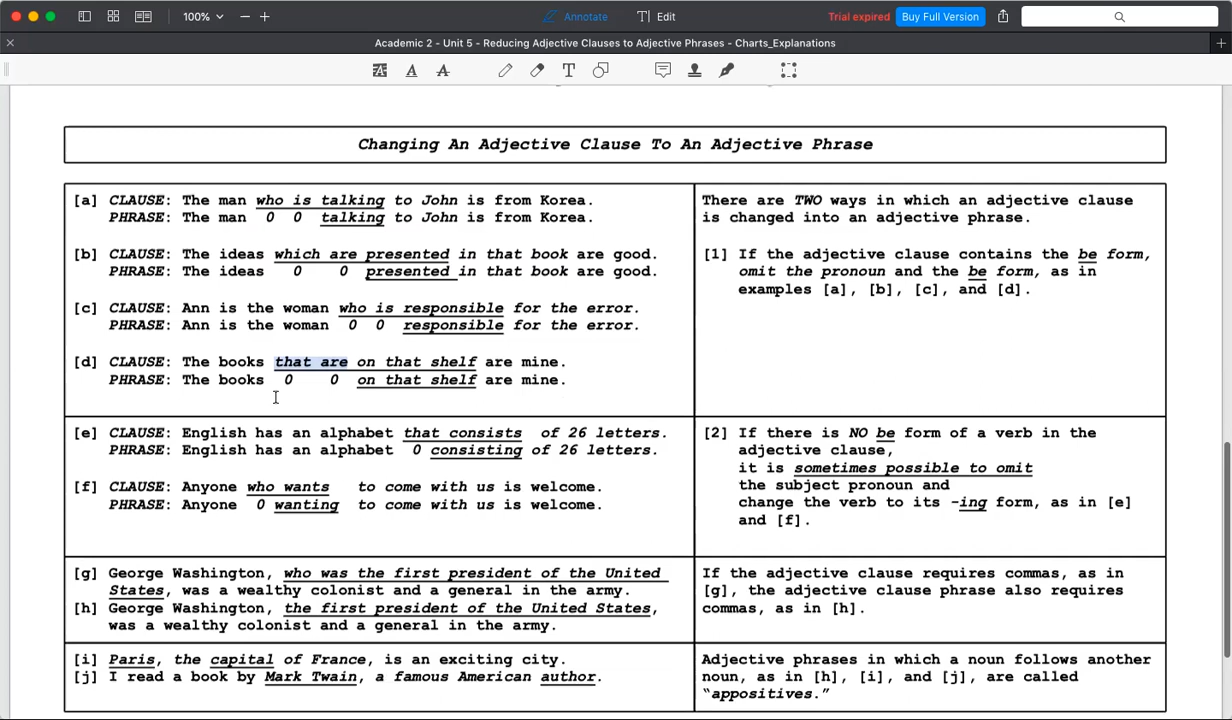 100%
Annotate
T Edit
Trial expired
Buy Full Version
Academic 2 - Unit 5 - Reducing Adjective Clauses to Adjective Phrases - Charts_Explanations
Changing An Adjective Clause To An Adjective Phrase
[a] CLAUSE: The man who is talking to John is from Korea.
PHRASE: The man 0 0 talking to John is from Korea.
[b] CLAUSE: The ideas which are presented in that book are good.
PHRASE: The ideas 0 0 presented in that book are good.
[c] CLAUSE: Ann is the woman who is responsible for the error.
PHRASE: Ann is the woman 0 0 responsible for the error.
[d] CLAUSE: The books that are on that shelf are mine.
PHRASE: The books 0 0 on that shelf are mine.
There are TWO ways in which an adjective clause
is changed into an adjective phrase.
[1] If the adjective clause contains the be form,
omit the pronoun and the be form, as in
examples [a], [b], [c], and [d].
[e] CLAUSE: English has an alphabet that consists of 26 letters.
PHRASE: English has an alphabet 0 consisting of 26 letters.
[f] CLAUSE: Anyone who wants to come with us is welcome.
PHRASE: Anyone 0 wanting to come with us is welcome.
[2] If there is NO be form of a verb in the
adjective clause,
it is sometimes possible to omit
the subject pronoun and
change the verb to its -ing form, as in [e]
and [f].
[g] George Washington, who was the first president of the United
States, was a wealthy colonist and a general in the army.
[h] George Washington, the first president of the United States,
was a wealthy colonist and a general in the army.
If the adjective clause requires commas, as in
[g], the adjective clause phrase also requires
commas, as in [h].
[i] Paris, the capital of France, is an exciting city.
[j] I read a book by Mark Twain, a famous American author.
Adjective phrases in which a noun follows another
noun, as in [h], [i], and [j], are called
“appositives.”